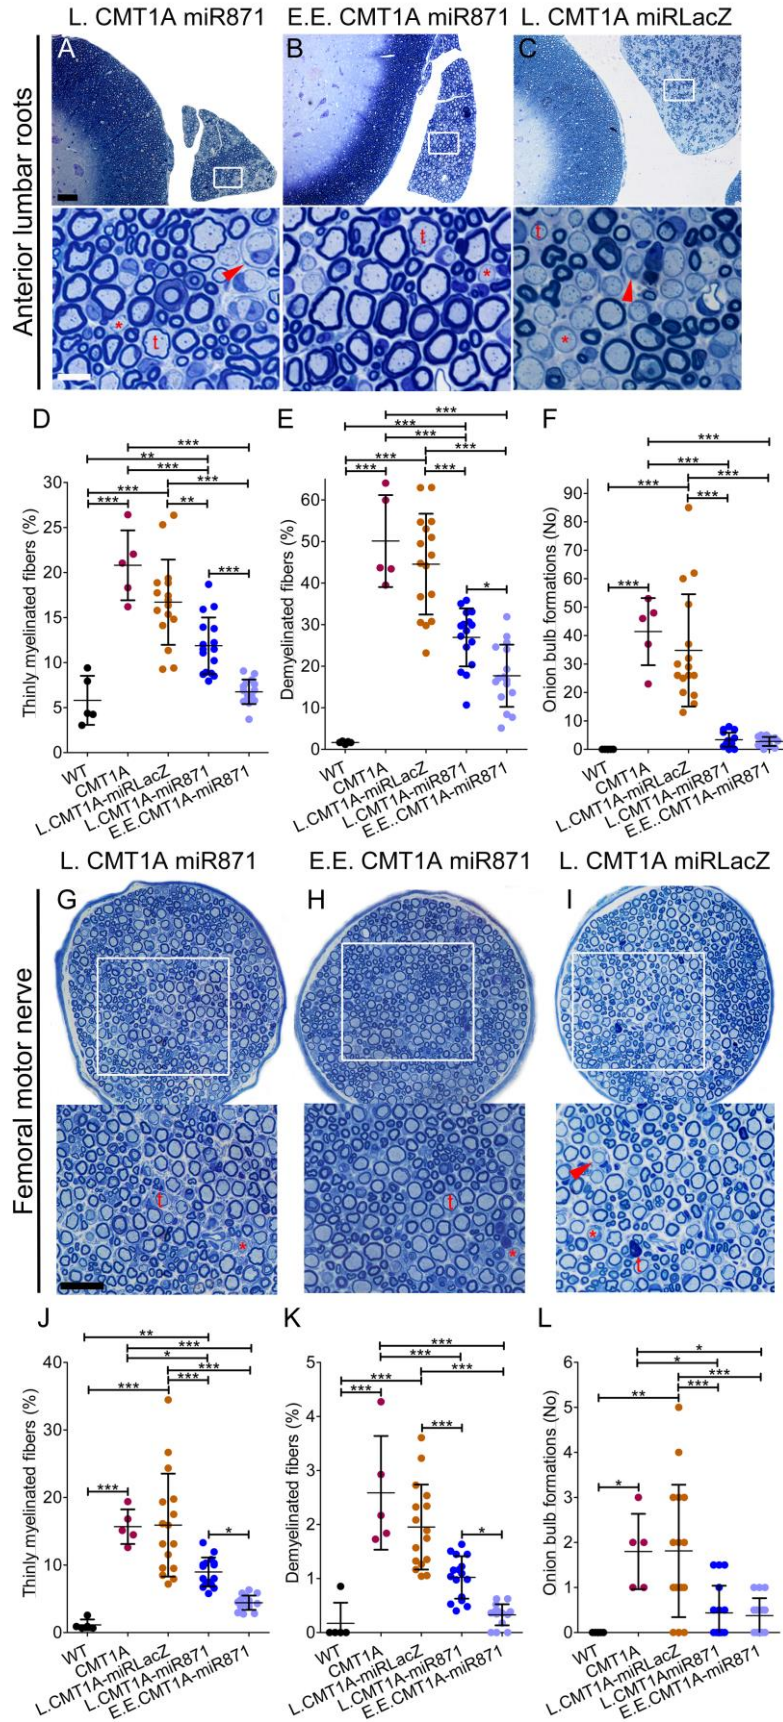 L. CMT1A miR871 E.E. CMT1A miR871 L. CMT1A miRLacZ
Anterior lumbar roots
A B C
t
*
t
*
t
*
D E F
Thinly myelinated fibers (%)
30
25
20
15
10
5
0
***
** ***
*** ***
*** **
***
WT
CMT1A
L.CMT1A-miRLacZ
L.CMT1A-miR871
E.E.CMT1A-miR871
Demyelinated fibers (%)
60
50
40
30
20
10
0
***
***
***
*** ***
*** ***
*
WT
CMT1A
L.CMT1A-miRLacZ
L.CMT1A-miR871
E.E..CMT1A-miR871
Onion bulb formations (No)
90
80
70
60
50
40
30
20
10
0
***
***
*** ***
***
***
WT
CMT1A
L.CMT1A-miRLacZ
L.CMT1A-miR871
E.E.CMT1A-miR871
L. CMT1A miR871 E.E. CMT1A miR871 L. CMT1A miRLacZ
Femoral motor nerve
G H I
t
*
t
*
*
t
J K L
Thinly myelinated fibers (%)
40
30
20
10
0
**
***
*
***
*** ***
***
*
WT
CMT1A
L.CMT1A-miRLacZ
L.CMT1A-miR871
E.E.CMT1A-miR871
Demyelinated fibers (%)
5
4
3
2
1
0
***
***
*** ***
***
***
*
WT
CMT1A
L.CMT1A-miRLacZ
L.CMT1A-miR871
E.E.CMT1A-miR871
Onion bulb formations (No)
6
5
4
3
2
1
0
*
*
***
** ***
*
WT
CMT1A
L.CMT1A-miRLacZ
L.CMT1AmiR871
E.E.CMT1A-miR871